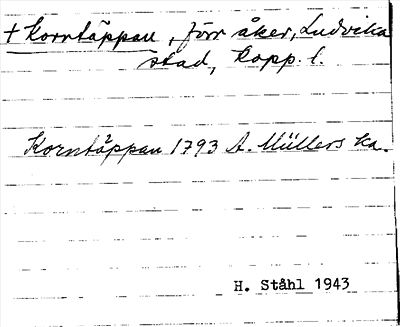 † Korntäppan, förr åker, Ludvika
stad, Kopp. l.
Korntäppan 1793 A. Müllers ka.
H. Ståhl 1943